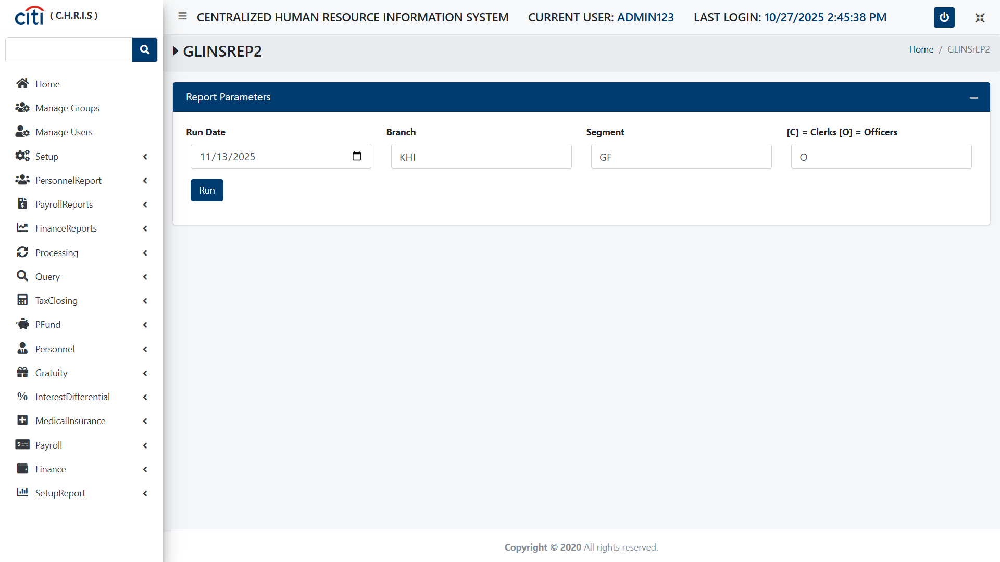 citi ( C.H.R.I.S )
CENTRALIZED HUMAN RESOURCE INFORMATION SYSTEM CURRENT USER: ADMIN123 LAST LOGIN: 10/27/2025 2:45:38 PM
GLINSREP2
Home / GLINSrEP2
Home
Manage Groups
Manage Users
Setup
PersonnelReport
PayrollReports
FinanceReports
Processing
Query
TaxClosing
PFund
Personnel
Gratuity
% InterestDifferential
MedicalInsurance
Payroll
Finance
SetupReport
Report Parameters
Run Date Branch Segment [C] = Clerks [O] = Officers
11/13/2025 KHI GF O
Run
Copyright © 2020 All rights reserved.